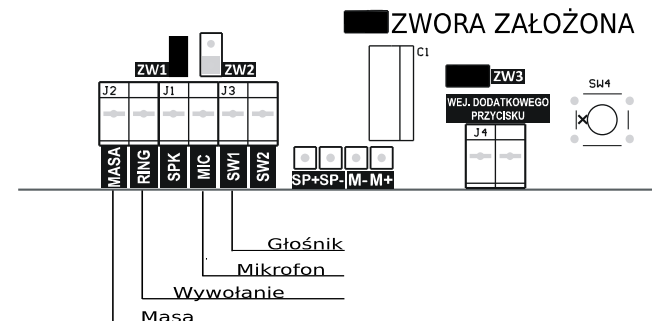 ZWORA ZAŁOŻONA
C1
ZW1
ZW2
ZW3
SW4
J2
J1
J3
WEJ. DODATKOWEGO
PRZYCISKU
J4
MASA
RING
SPK
MIC
SW1
SW2
SP+SP- M- M+
Głośnik
Mikrofon
Wywołanie
Masa